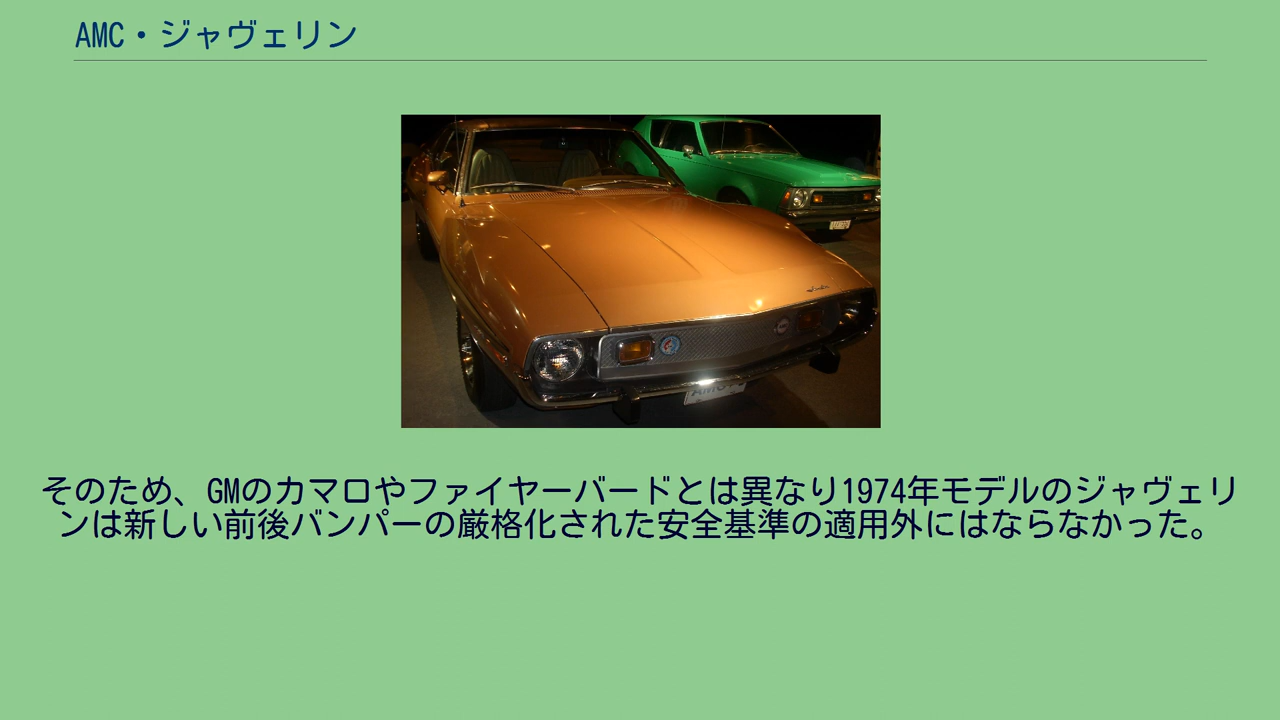 AMC・ジャヴェリン
そのため、GMのカマロやファイヤーバードとは異なり1974年モデルのジャヴェリ
ンは新しい前後バンパーの厳格化された安全基準の適用外にはならなかった。